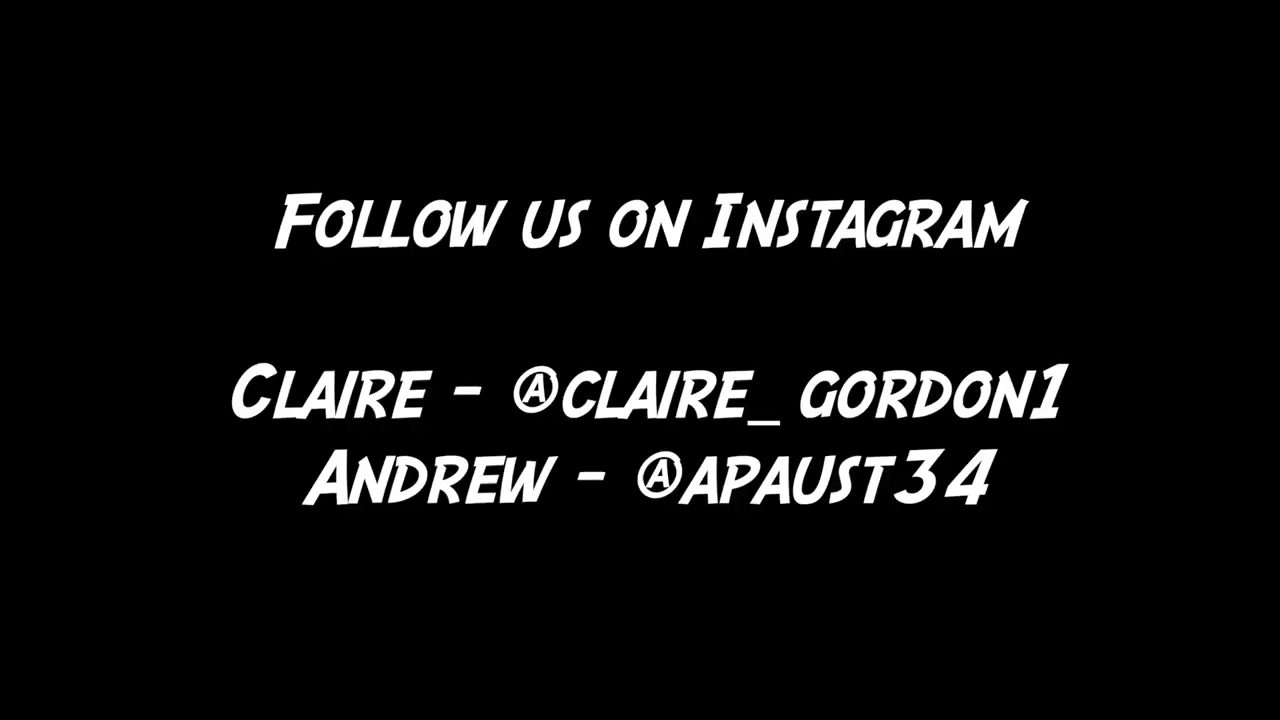 Follow us on Instagram
Claire - @claire_gordon1
Andrew - @apaust34